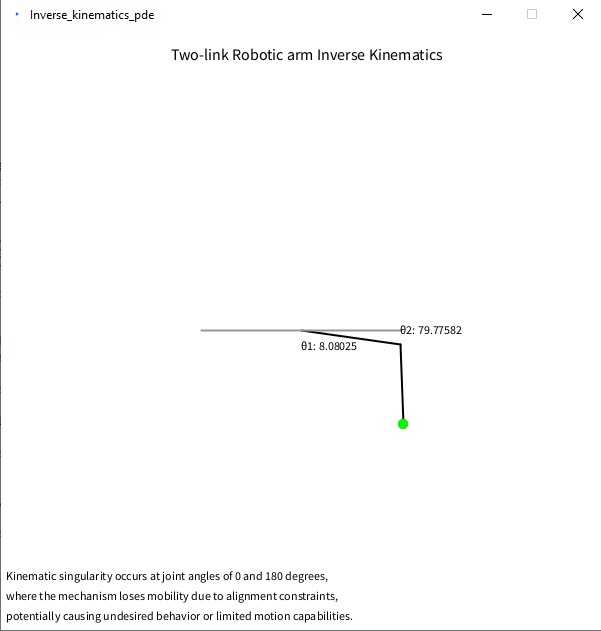 Inverse_kinematics_pde
Two-link Robotic arm Inverse Kinematics
θ2: 79.77582
θ1: 8.08025
Kinematic singularity occurs at joint angles of 0 and 180 degrees,
where the mechanism loses mobility due to alignment constraints,
potentially causing undesired behavior or limited motion capabilities.